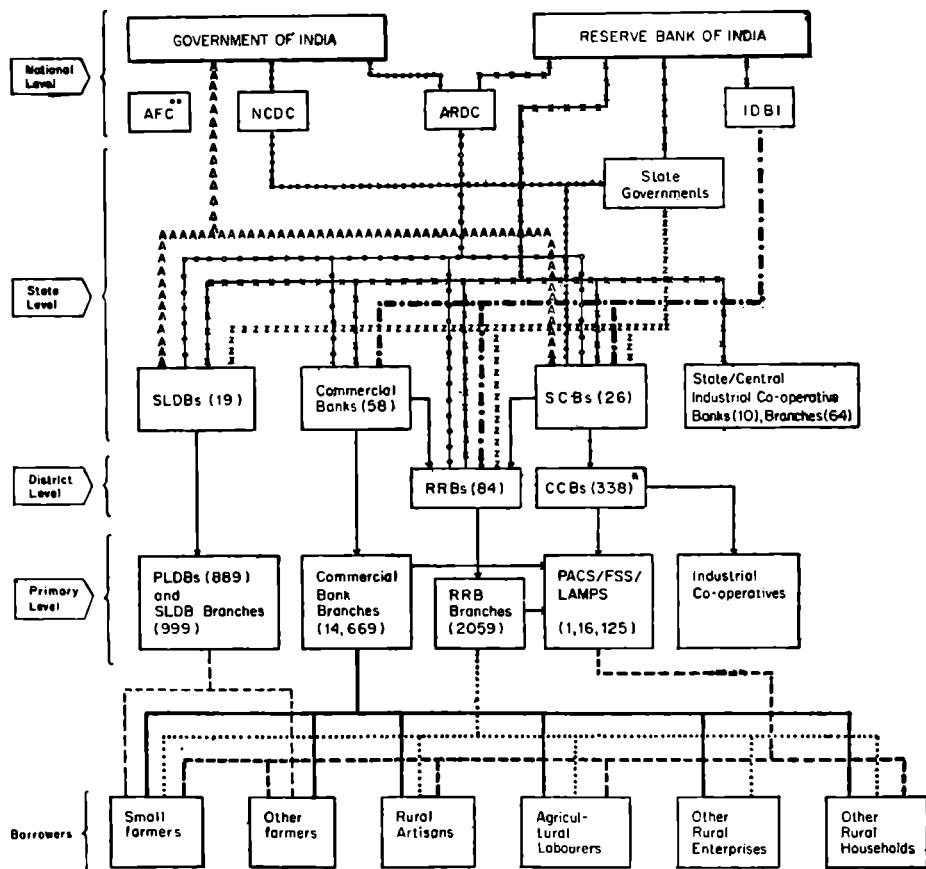 GOVERNMENT OF INDIA
RESERVE BANK OF INDIA
National
Level
AFC**
NCDC
ARDC
IDBI
State
Governments
State
Level
SLDBs (19)
Commercial
Banks (58)
SCBs (26)
State/Central
Industrial Co-operative
Banks (10), Branches (64)
District
Level
RRBs (84)
CCBs (338)*
Primary
Level
PLDBs (889)
and
SLDB Branches
(999)
Commercial
Bank
Branches
(14,669)
RRB
Branches
(2059)
PACS/FSS/
LAMPS
(1,16,125)
Industrial
Co-operatives
Borrowers
Small
farmers
Other
farmers
Rural
Artisans
Agricul-
tural
Labourers
Other
Rural
Enterprises
Other
Rural
Households